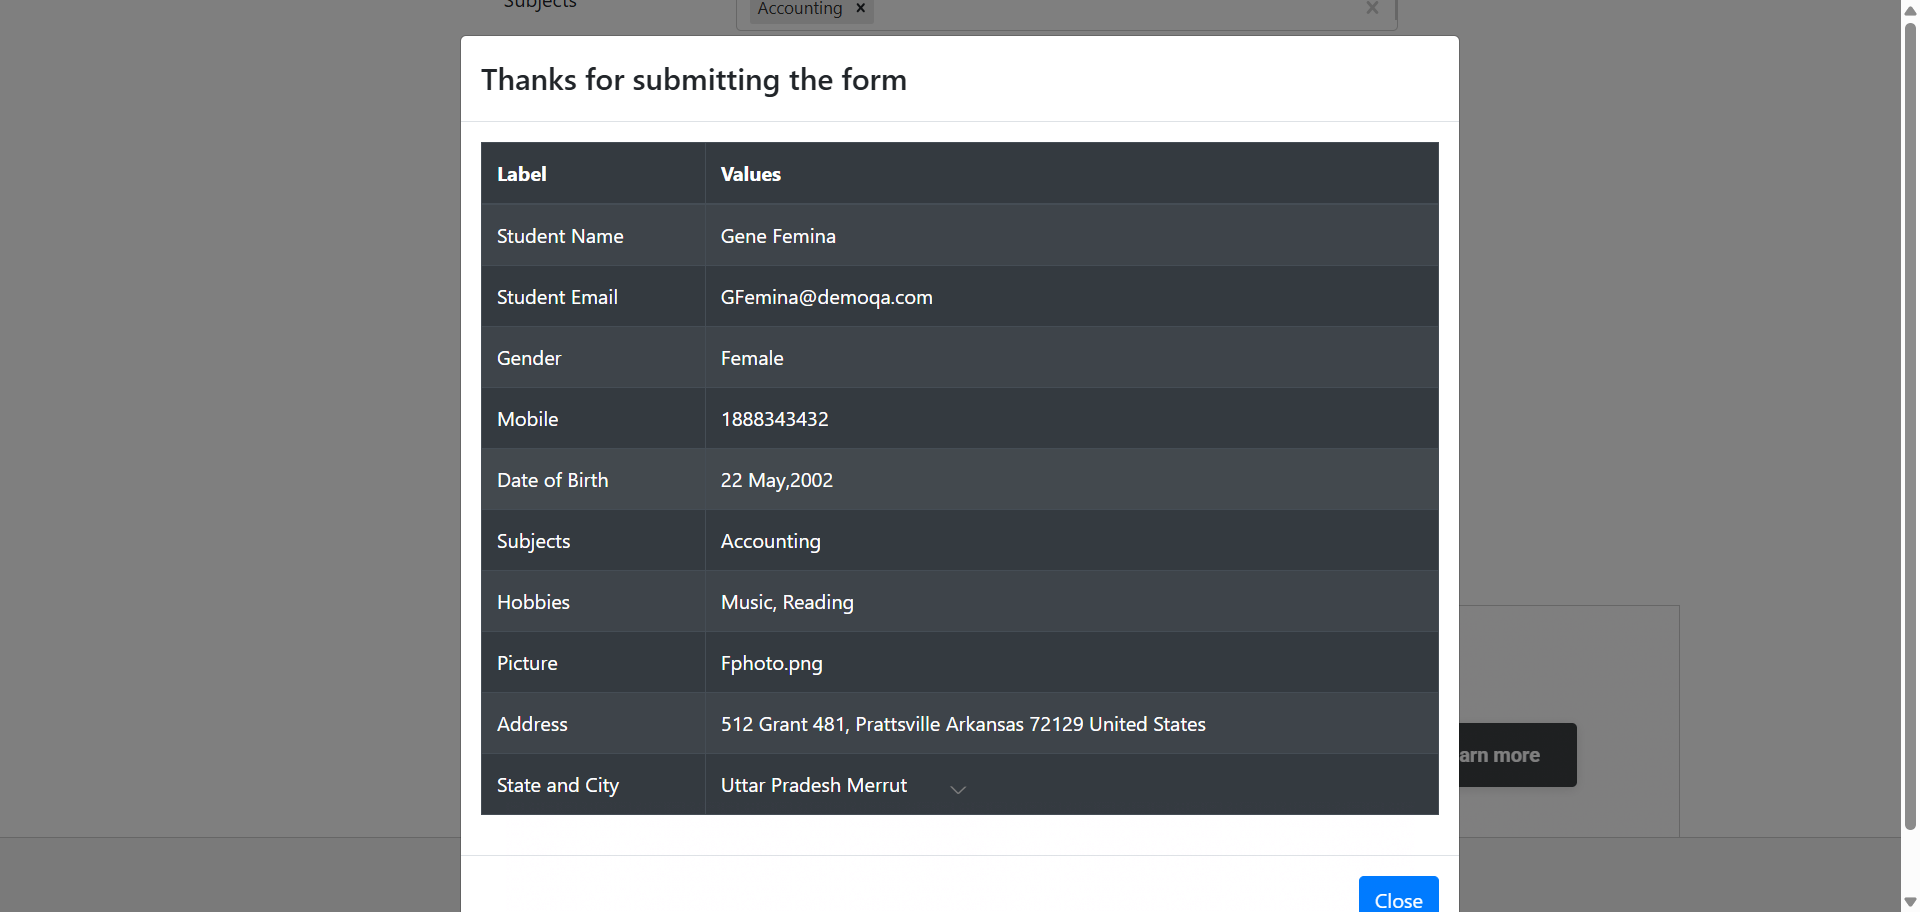 Subjects
Accounting ×
Thanks for submitting the form
Label Values
Student Name Gene Femina
Student Email GFemina@demoqa.com
Gender Female
Mobile 1888343432
Date of Birth 22 May,2002
Subjects Accounting
Hobbies Music, Reading
Picture Fphoto.png
Address 512 Grant 481, Prattsville Arkansas 72129 United States
State and City Uttar Pradesh Merrut
arn more
Close